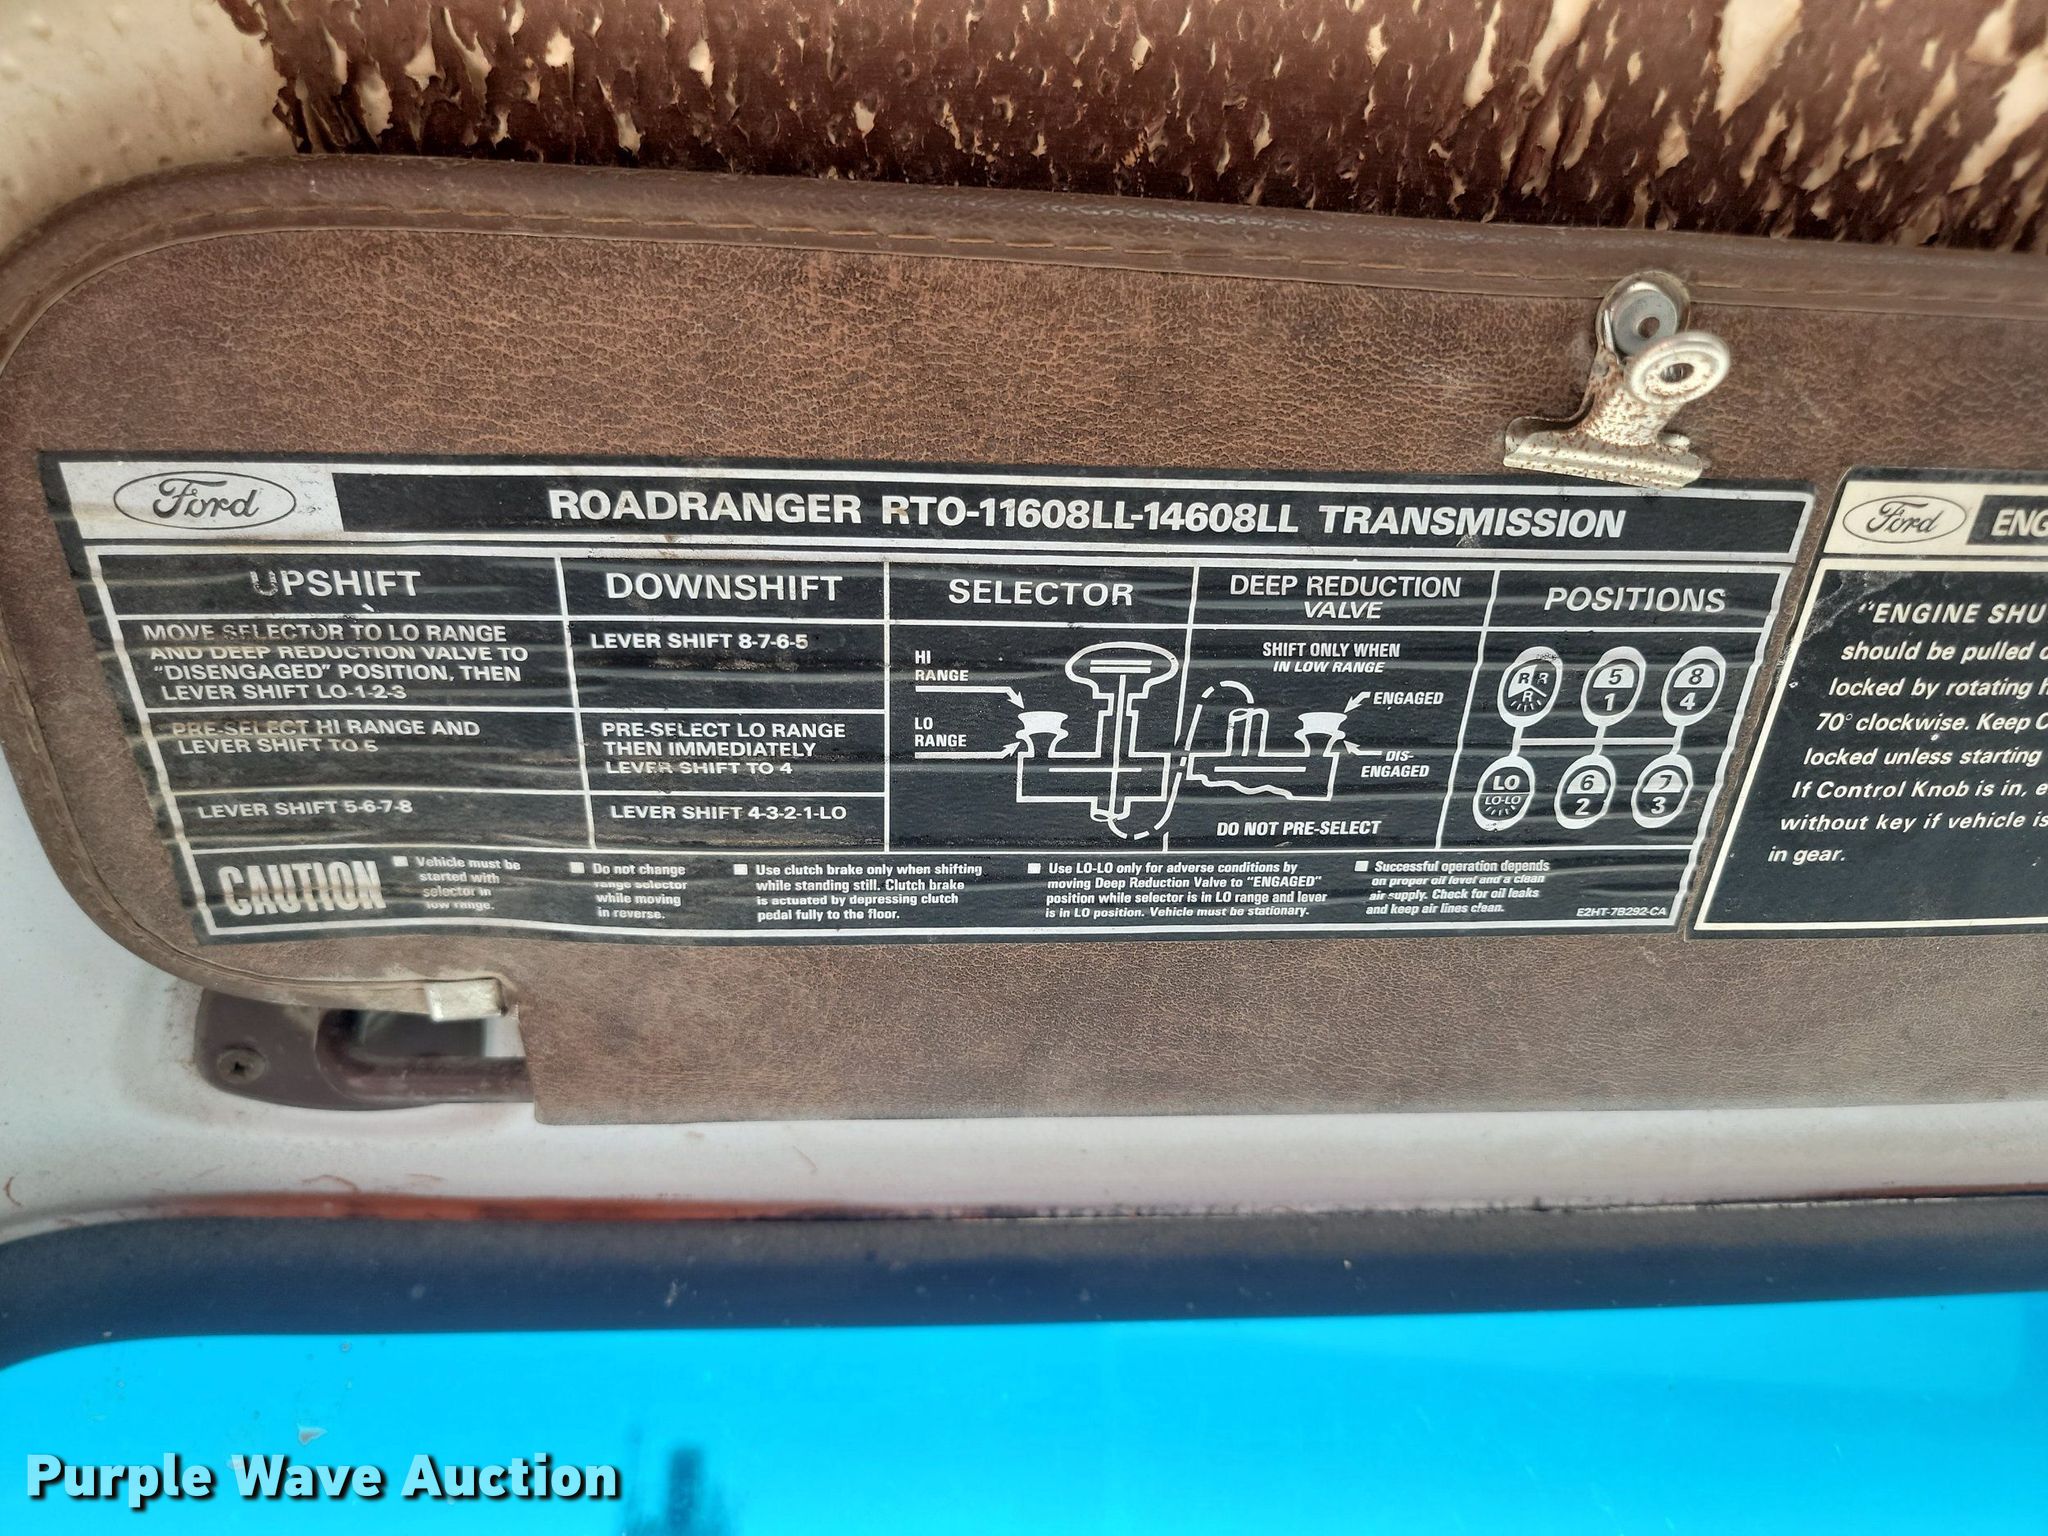 Ford
ROADRANGER RTO-11608LL-14608LL TRANSMISSION
UPSHIFT
MOVE SELECTOR TO LO RANGE
AND DEEP REDUCTION VALVE TO
"DISENGAGED" POSITION, THEN
LEVER SHIFT LO-1-2-3
PRE-SELECT HI RANGE AND
LEVER SHIFT TO 5
LEVER SHIFT 5-6-7-8
DOWNSHIFT
LEVER SHIFT 8-7-6-5
PRE-SELECT LO RANGE
THEN IMMEDIATELY
LEVER SHIFT TO 4
LEVER SHIFT 4-3-2-1-LO
SELECTOR
HI
RANGE
LO
RANGE
DEEP REDUCTION
VALVE
SHIFT ONLY WHEN
IN LOW RANGE
ENGAGED
DIS-
ENGAGED
DO NOT PRE-SELECT
POSITIONS
R R 5 8
R 1 4
LO 6 7
LO-LO 2 3
CAUTION
■ Vehicle must be
started with
selector in
low range.
■ Do not change
range selector
while moving
in reverse.
■ Use clutch brake only when shifting
while standing still. Clutch brake
is actuated by depressing clutch
pedal fully to the floor.
■ Use LO-LO only for adverse conditions by
moving Deep Reduction Valve to "ENGAGED"
position while selector is in LO range and lever
is in LO position. Vehicle must be stationary.
■ Successful operation depends
on proper oil level and a clean
air supply. Check for oil leaks
and keep air lines clean.
E2HT-7B292-CA
Ford ENG
"ENGINE SHU
should be pulled
locked by rotating
70° clockwise. Keep
locked unless starting
If Control Knob is in,
without key if vehicle is
in gear.
Purple Wave Auction